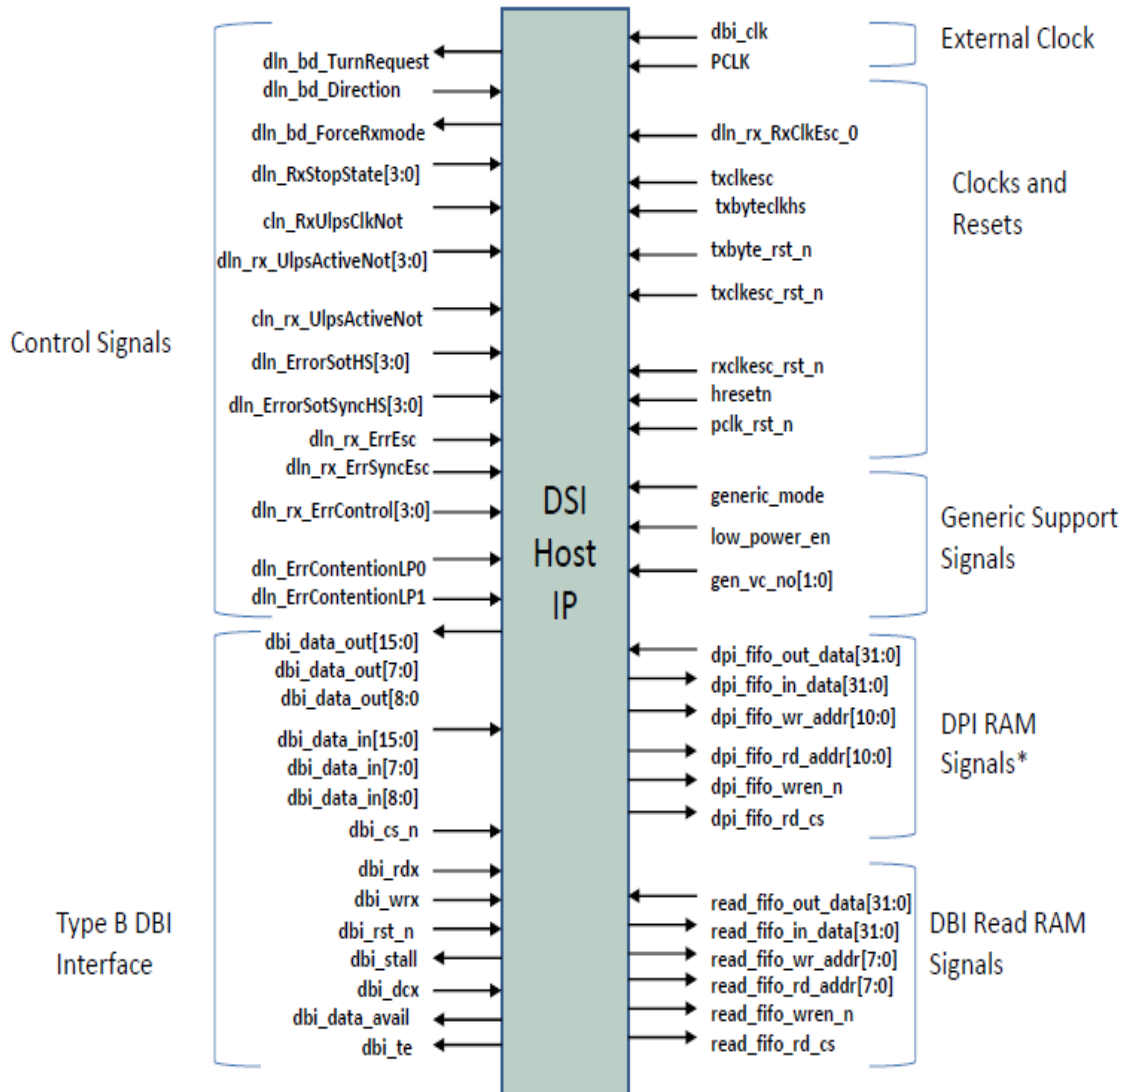 Control Signals
dln_bd_TurnRequest
dln_bd_Direction
dln_bd_ForceRxmode
dln_RxStopState[3:0]
cln_RxUlpsClkNot
dln_rx_UlpsActiveNot[3:0]
cln_rx_UlpsActiveNot
dln_ErrorSotHS[3:0]
dln_ErrorSotSyncHS[3:0]
dln_rx_ErrEsc
dln_rx_ErrSyncEsc
dln_rx_ErrControl[3:0]
dln_ErrContentionLP0
dln_ErrContentionLP1
Type B DBI
Interface
dbi_data_out[15:0]
dbi_data_out[7:0]
dbi_data_out[8:0
dbi_data_in[15:0]
dbi_data_in[7:0]
dbi_data_in[8:0]
dbi_cs_n
dbi_rdx
dbi_wrx
dbi_rst_n
dbi_stall
dbi_dcx
dbi_data_avail
dbi_te
DSI
Host
IP
dbi_clk
PCLK
External Clock
dln_rx_RxClkEsc_0
txclkesc
txbyteclkhs
txbyte_rst_n
txclkesc_rst_n
rxclkesc_rst_n
hresetn
pclk_rst_n
Clocks and
Resets
generic_mode
low_power_en
gen_vc_no[1:0]
Generic Support
Signals
dpi_fifo_out_data[31:0]
dpi_fifo_in_data[31:0]
dpi_fifo_wr_addr[10:0]
dpi_fifo_rd_addr[10:0]
dpi_fifo_wren_n
dpi_fifo_rd_cs
DPI RAM
Signals*
read_fifo_out_data[31:0]
read_fifo_in_data[31:0]
read_fifo_wr_addr[7:0]
read_fifo_rd_addr[7:0]
read_fifo_wren_n
read_fifo_rd_cs
DBI Read RAM
Signals